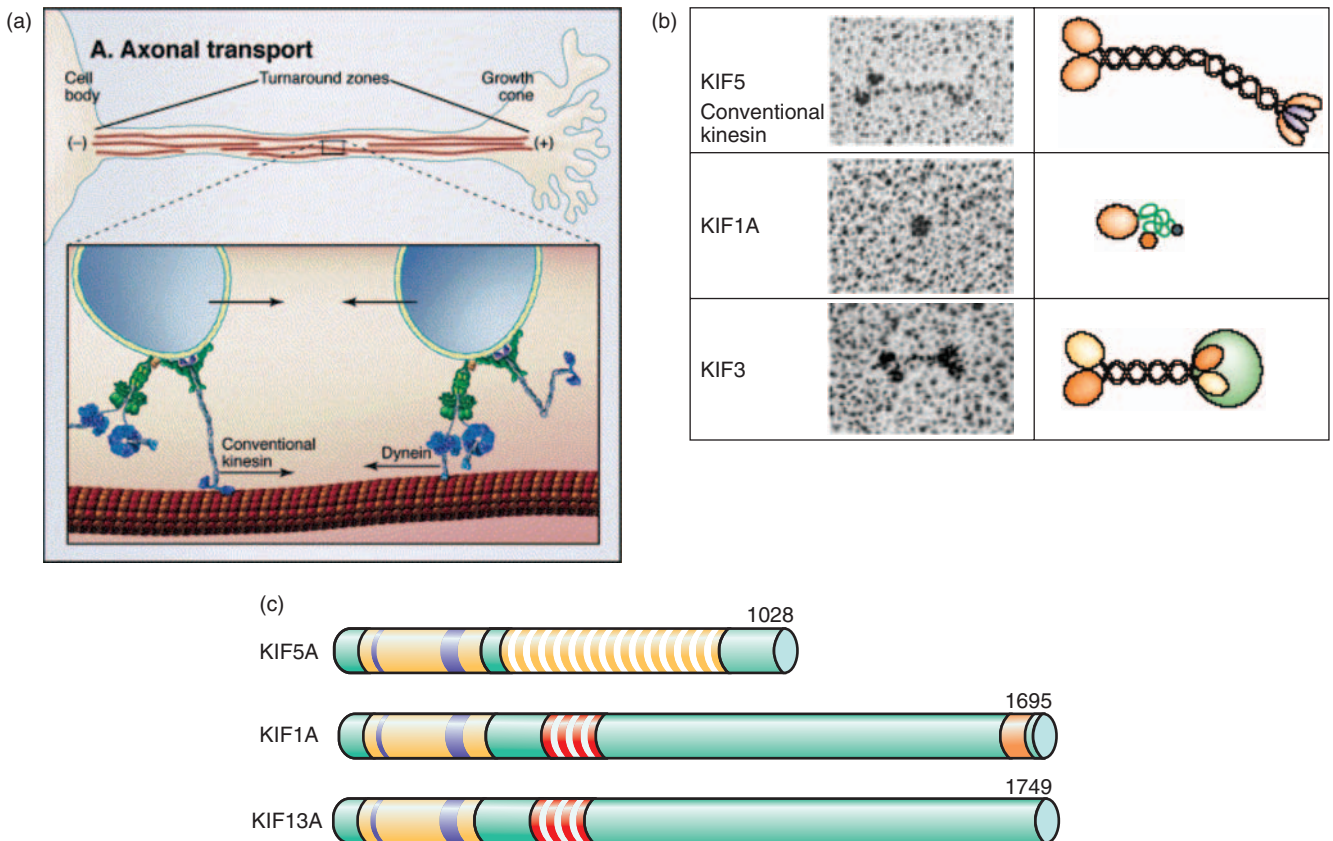 (a)
A. Axonal transport
Cell
body
Turnaround zones
Growth
cone
(–)
(+)
Conventional
kinesin
Dynein
(b)
KIF5
Conventional
kinesin
KIF1A
KIF3
(c)
1028
KIF5A
1695
KIF1A
1749
KIF13A